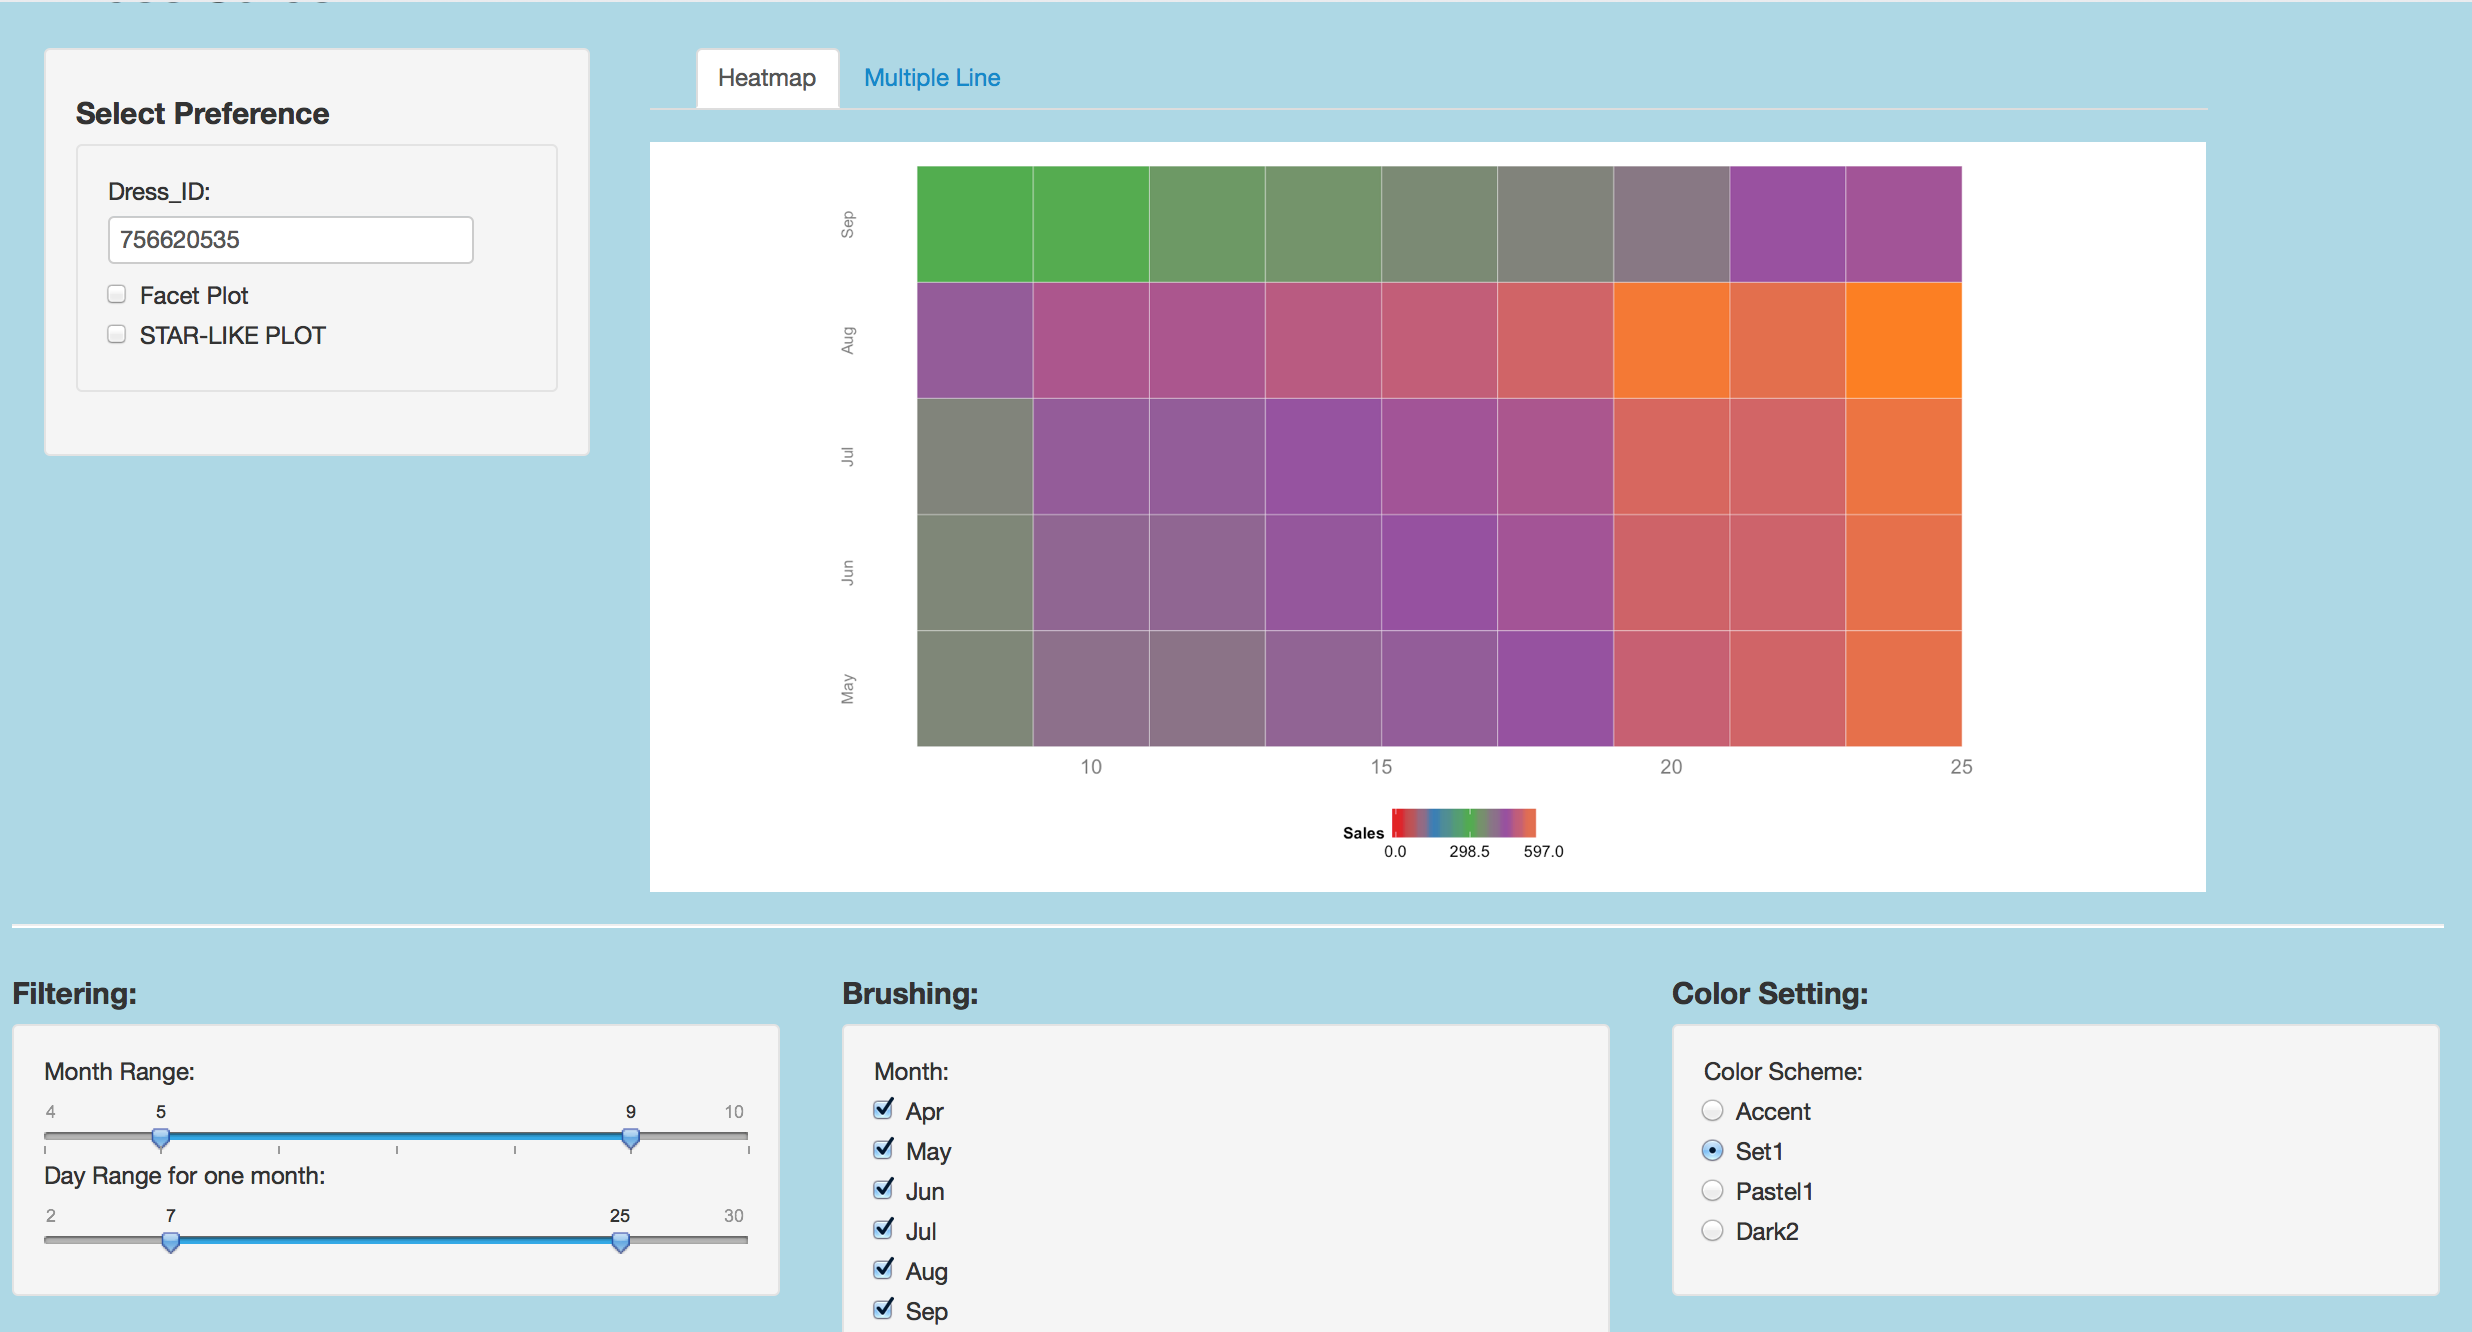 Select Preference
Dress_ID:
756620535
Facet Plot
STAR-LIKE PLOT
Heatmap Multiple Line
Sep
Aug
Jul
Jun
May
10 15 20 25
Sales
0.0 298.5 597.0
Filtering:
Month Range:
4 5 9 10
Day Range for one month:
2 7 25 30
Brushing:
Month:
Apr
May
Jun
Jul
Aug
Sep
Color Setting:
Color Scheme:
Accent
Set1
Pastel1
Dark2